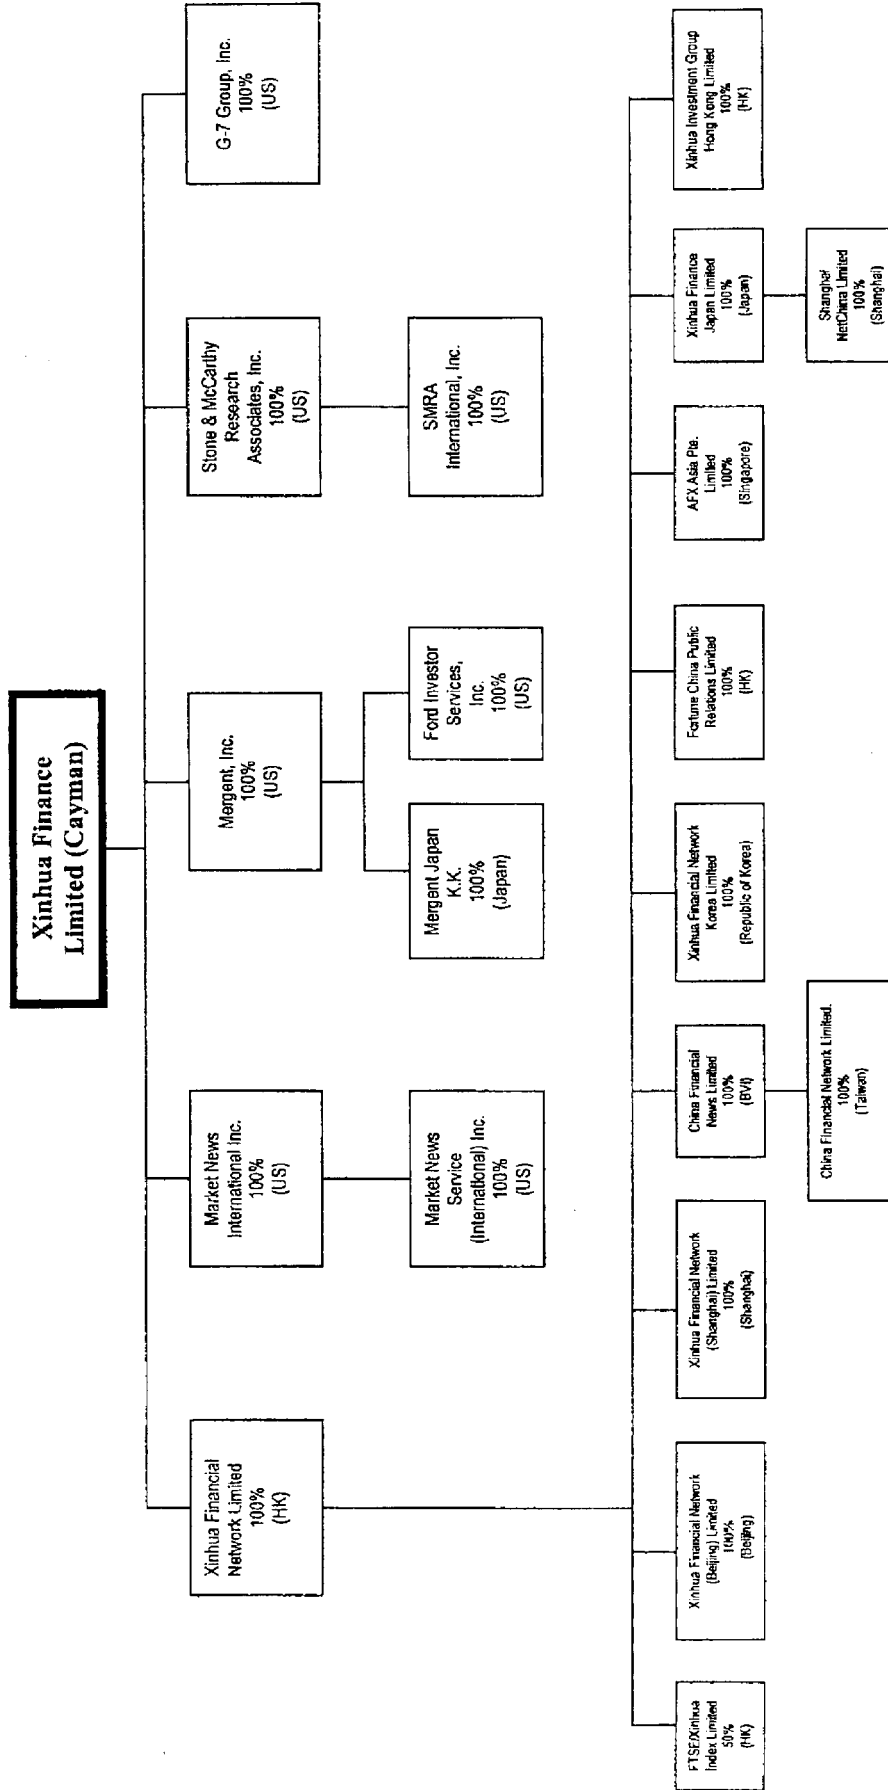 Xinhua Finance
Limited (Cayman)
Xinhua Financial
Network Limited
100%
(HK)
Market News
International Inc.
100%
(US)
Mergent, Inc.
100%
(US)
Stone & McCarthy
Research
Associates, Inc.
100%
(US)
G-7 Group, Inc.
100%
(US)
Market News
Service
(International) Inc.
100%
(US)
Mergent Japan
K.K.
100%
(Japan)
Ford Investor
Services,
Inc.
100%
(US)
SMRA
International, Inc.
100%
(US)
FTSE/Xinhua
Index Limited
50%
(HK)
Xinhua Financial Network
(Beijing) Limited
100%
(Beijing)
Xinhua Financial Network
(Shanghai) Limited
100%
(Shanghai)
China Financial
News Limited
100%
(BVI)
Xinhua Financial Network
Korea Limited
100%
(Republic of Korea)
Fortune China Public
Relations Limited
100%
(HK)
AFX Asia Pte.
Limited
100%
(Singapore)
Xinhua Finance
Japan Limited
100%
(Japan)
Xinhua Investment Group
Hong Kong Limited
100%
(HK)
China Financial Network Limited.
100%
(Taiwan)
Shanghai
NetChina Limited
100%
(Shanghai)